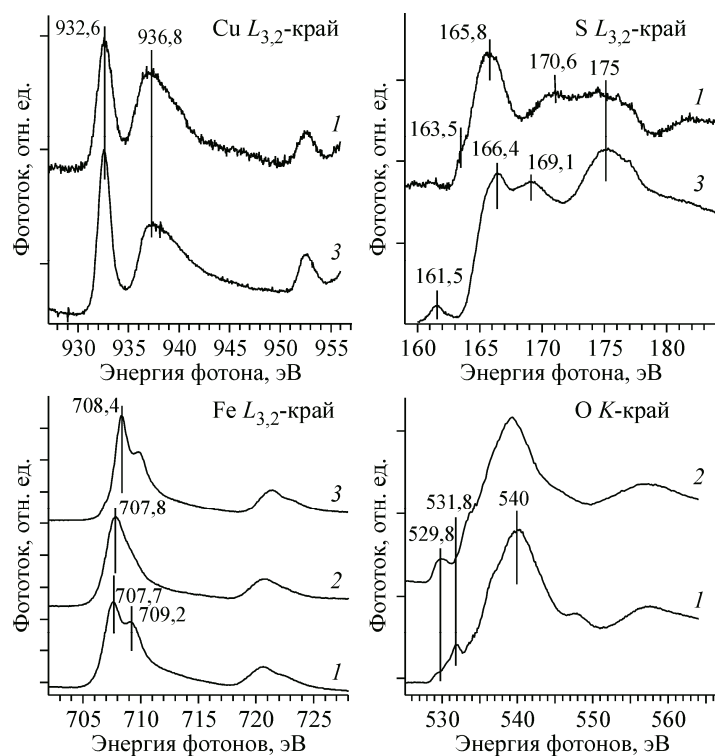 Cu L3,2-край
932,6
936,8
1
3
Фототок, отн. ед.
930 935 940 945 950 955
Энергия фотона, эВ
S L3,2-край
165,8
170,6 175
1
163,5
166,4
169,1
3
161,5
Фототок, отн. ед.
160 165 170 175 180
Энергия фотона, эВ
Fe L3,2-край
708,4
3
707,8
2
707,7
709,2
1
Фототок, отн. ед.
705 710 715 720 725
Энергия фотонов, эВ
O K-край
2
531,8 540
529,8
1
Фототок, отн. ед.
530 540 550 560
Энергия фотонов, эВ